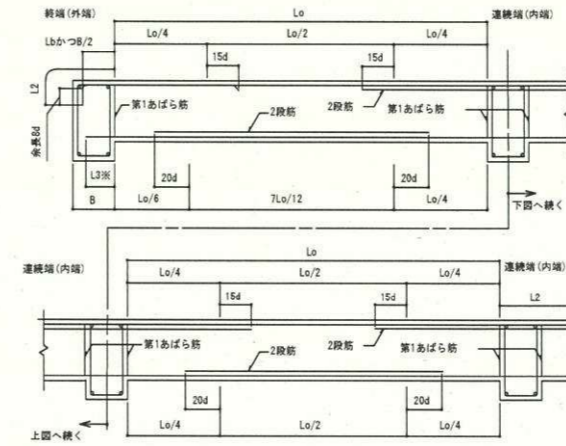 終端(外端)
Lo
連続端(内端)
LbかつB/2
Lo/4
Lo/2
Lo/4
15d
15d
L2
余長8d
第1あばら筋
2段筋
2段筋
第1あばら筋
L3※
20d
20d
B
Lo/6
7Lo/12
Lo/4
下図へ続く
Lo
連続端(内端)
連続端(内端)
Lo/4
Lo/2
Lo/4
L2
15d
15d
第1あばら筋
2段筋
2段筋
第1あばら筋
20d
20d
Lo/4
Lo/2
Lo/4
上図へ続く